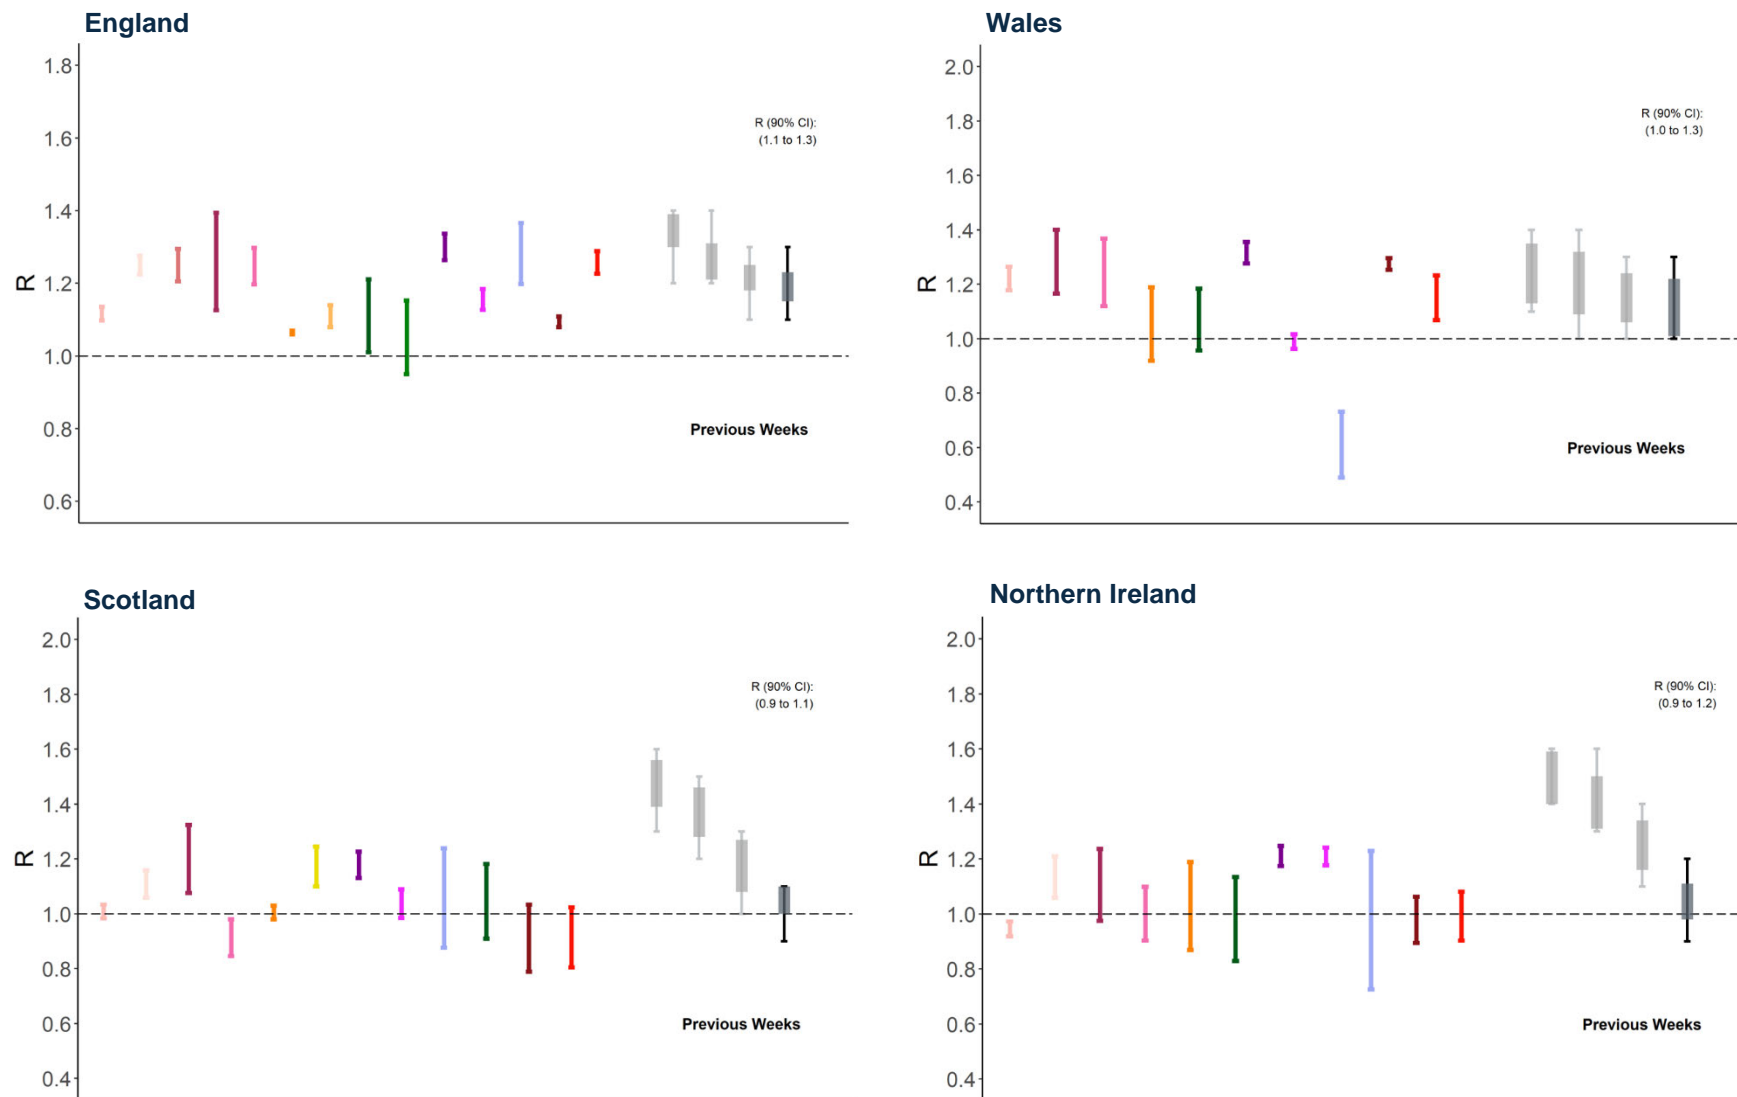 England
1.8
1.6
1.4
1.2
1.0
0.8
0.6
R
R (90% CI):
(1.1 to 1.3)
Previous Weeks
Wales
2.0
1.8
1.6
1.4
1.2
1.0
0.8
0.6
0.4
R
R (90% CI):
(1.0 to 1.3)
Previous Weeks
Scotland
2.0
1.8
1.6
1.4
1.2
1.0
0.8
0.6
0.4
R
R (90% CI):
(0.9 to 1.1)
Previous Weeks
Northern Ireland
2.0
1.8
1.6
1.4
1.2
1.0
0.8
0.6
0.4
R
R (90% CI):
(0.9 to 1.2)
Previous Weeks